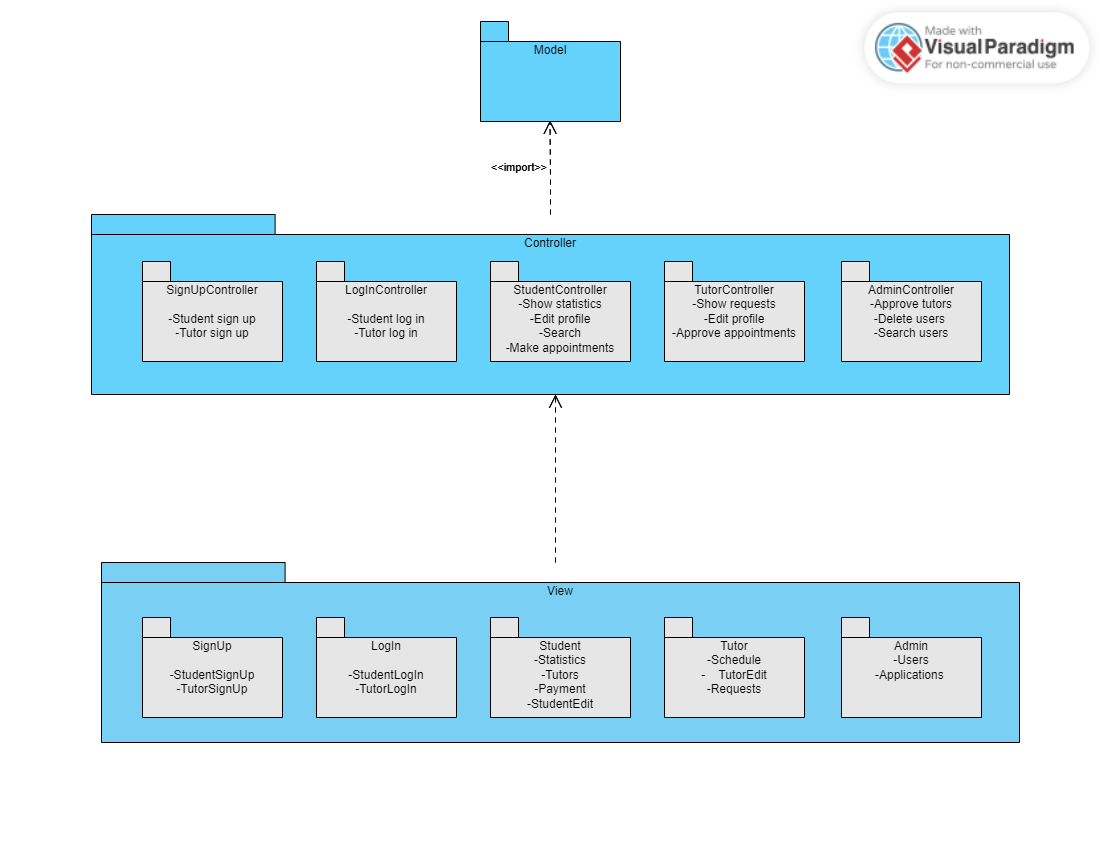 Made with
Visual Paradigm
For non-commercial use
Model
<<import>>
Controller
SignUpController
-Student sign up
-Tutor sign up
LogInController
-Student log in
-Tutor log in
StudentController
-Show statistics
-Edit profile
-Search
-Make appointments
TutorController
-Show requests
-Edit profile
-Approve appointments
AdminController
-Approve tutors
-Delete users
-Search users
View
SignUp
-StudentSignUp
-TutorSignUp
LogIn
-StudentLogIn
-TutorLogIn
Student
-Statistics
-Tutors
-Payment
-StudentEdit
Tutor
-Schedule
-    TutorEdit
-Requests
Admin
-Users
-Applications